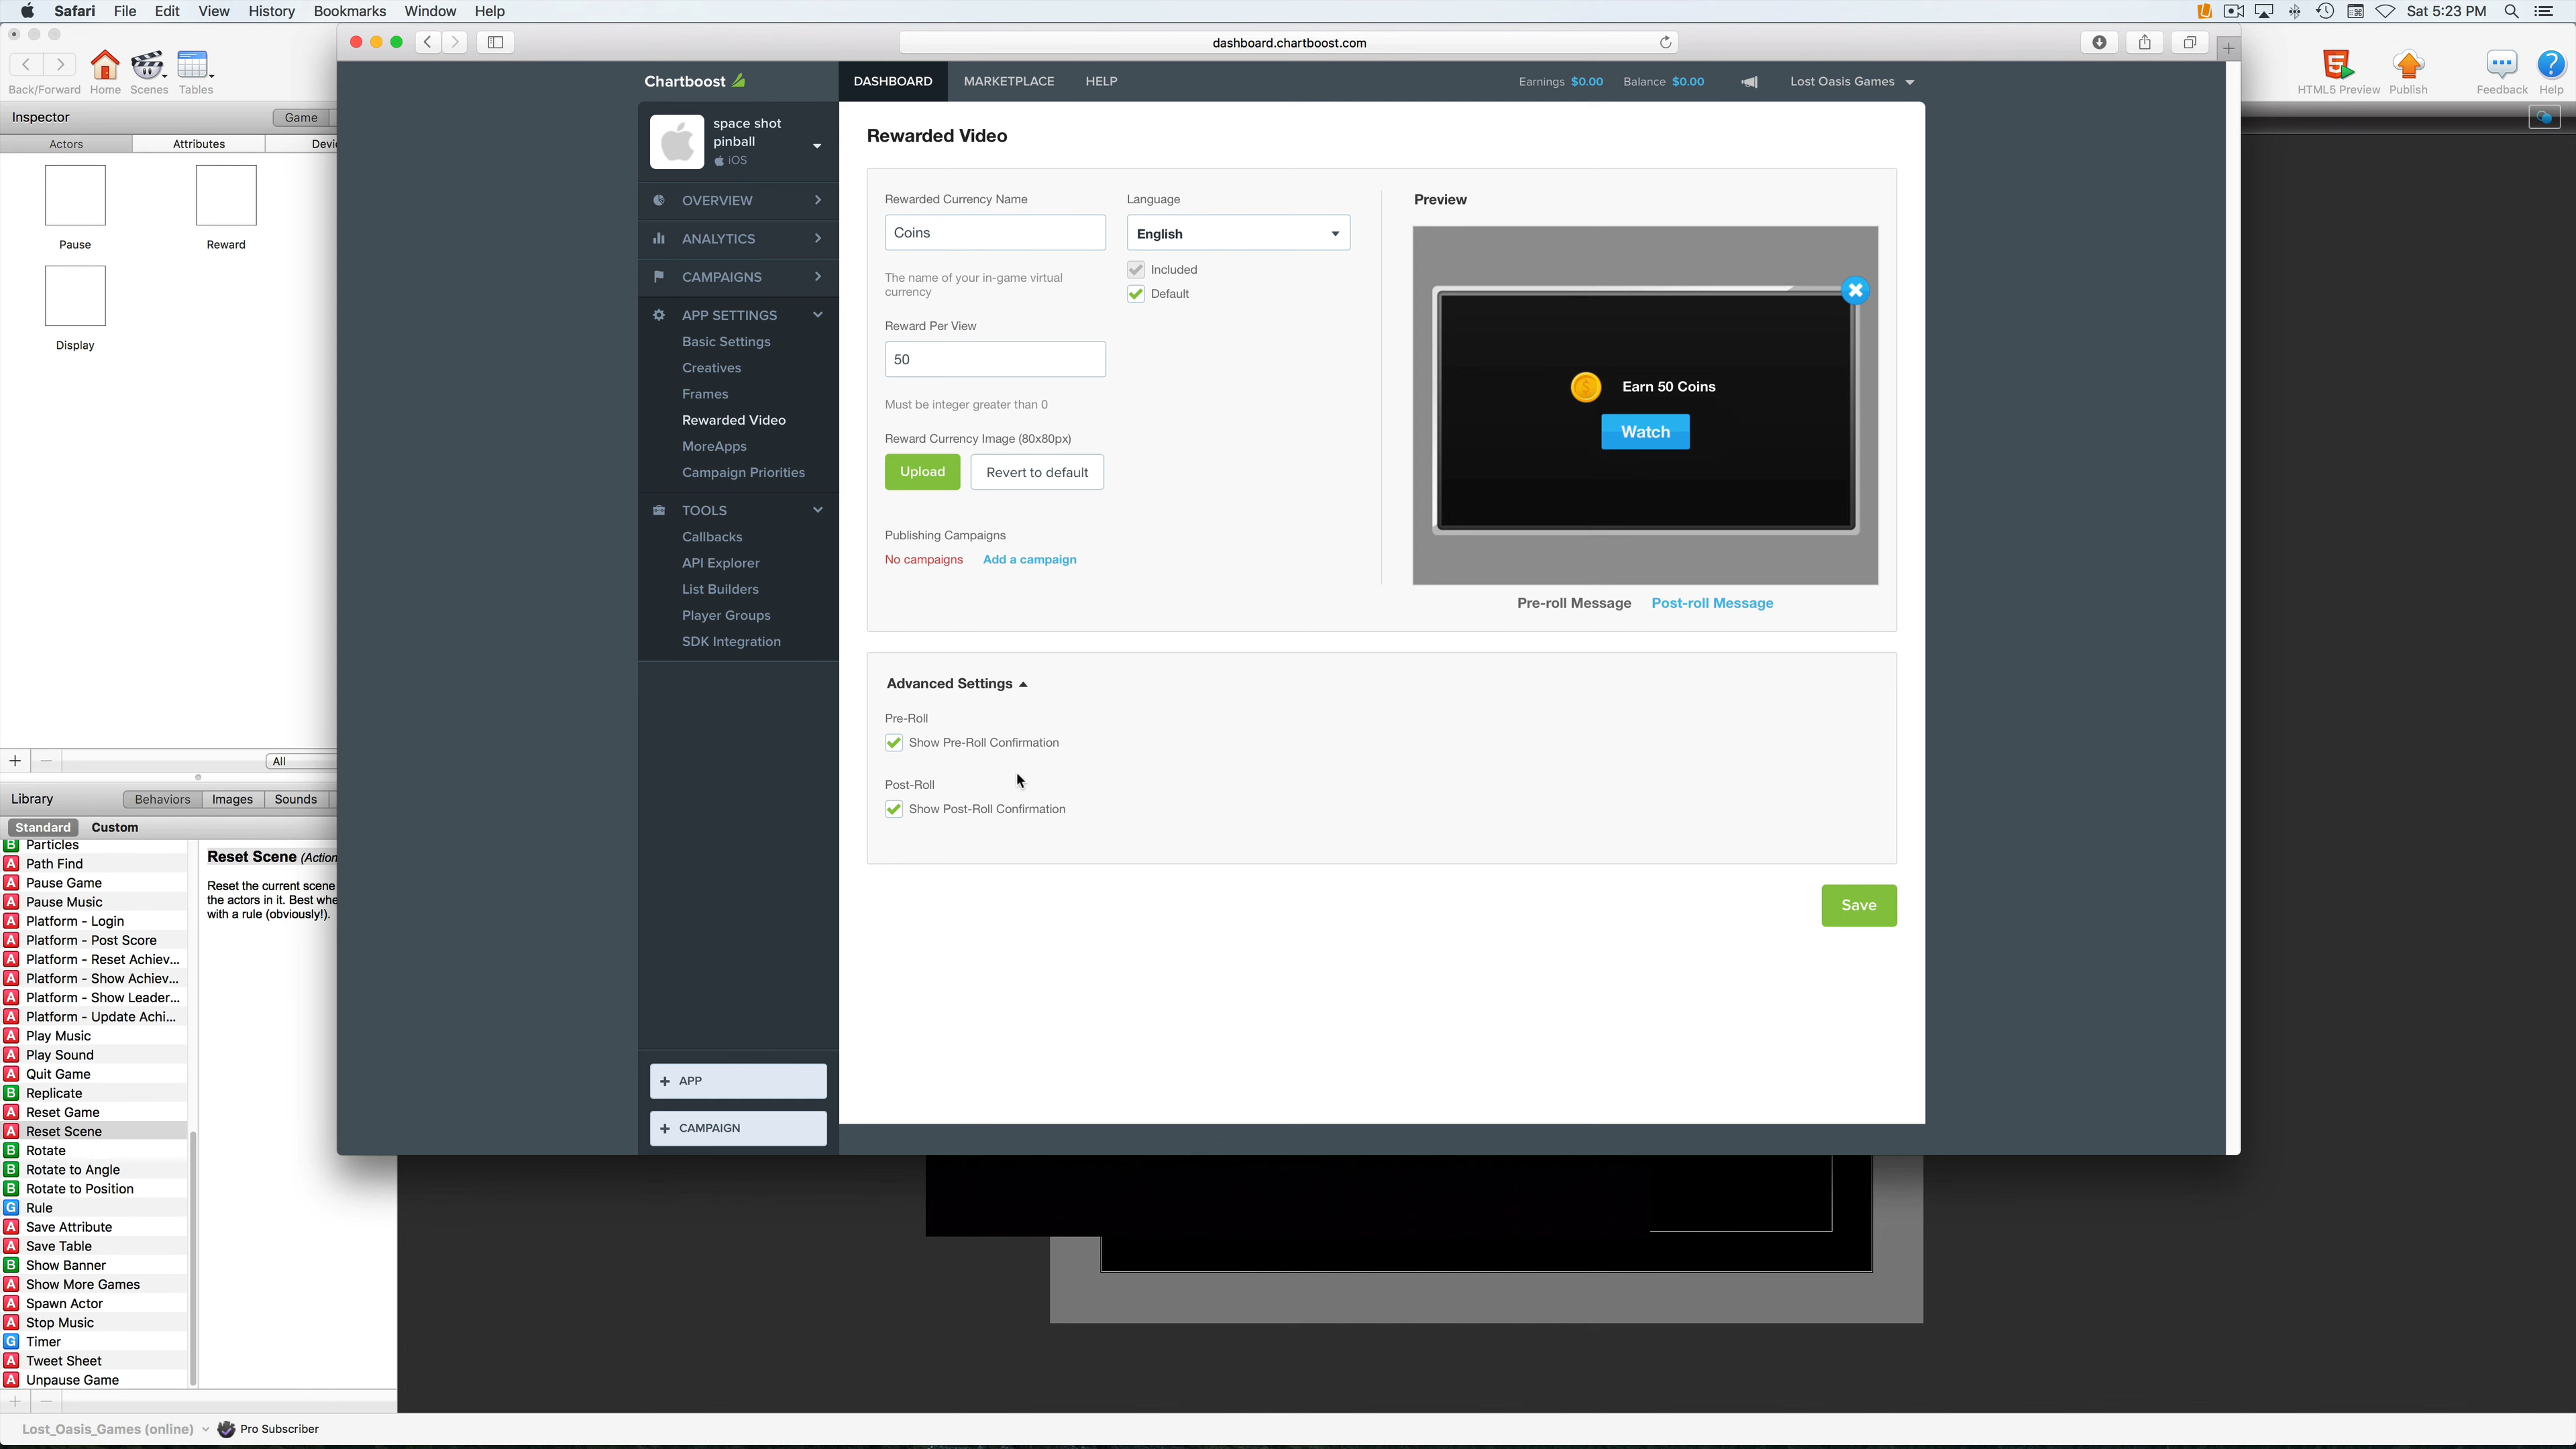 Safari File Edit View History Bookmarks Window Help
Sat 5:23 PM
dashboard.chartboost.com
Back/Forward Home Scenes Tables
HTML5 Preview Publish Feedback Help
Inspector
Game
Actors Attributes
Pause
Reward
Display
All
Library
Behaviors Images Sounds
Standard Custom
Particles
Path Find
Pause Game
Pause Music
Platform - Login
Platform - Post Score
Platform - Reset Achiev...
Platform - Show Achiev...
Platform - Show Leader...
Platform - Update Achi...
Play Music
Play Sound
Quit Game
Replicate
Reset Game
Reset Scene
Rotate
Rotate to Angle
Rotate to Position
Rule
Save Attribute
Save Table
Show Banner
Show More Games
Spawn Actor
Stop Music
Timer
Tweet Sheet
Unpause Game
Reset Scene (Action
Reset the current scene
the actors in it. Best whe
with a rule (obviously!).
Lost_Oasis_Games (online) Pro Subscriber
Chartboost
DASHBOARD MARKETPLACE HELP
Earnings $0.00 Balance $0.00 Lost Oasis Games
space shot
pinball
iOS
OVERVIEW
ANALYTICS
CAMPAIGNS
APP SETTINGS
Basic Settings
Creatives
Frames
Rewarded Video
MoreApps
Campaign Priorities
TOOLS
Callbacks
API Explorer
List Builders
Player Groups
SDK Integration
+ APP
+ CAMPAIGN
Rewarded Video
Rewarded Currency Name
Coins
The name of your in-game virtual
currency
Language
English
Included
Default
Reward Per View
50
Must be integer greater than 0
Reward Currency Image (80x80px)
Upload Revert to default
Publishing Campaigns
No campaigns Add a campaign
Preview
Earn 50 Coins
Watch
Pre-roll Message Post-roll Message
Advanced Settings
Pre-Roll
Show Pre-Roll Confirmation
Post-Roll
Show Post-Roll Confirmation
Save